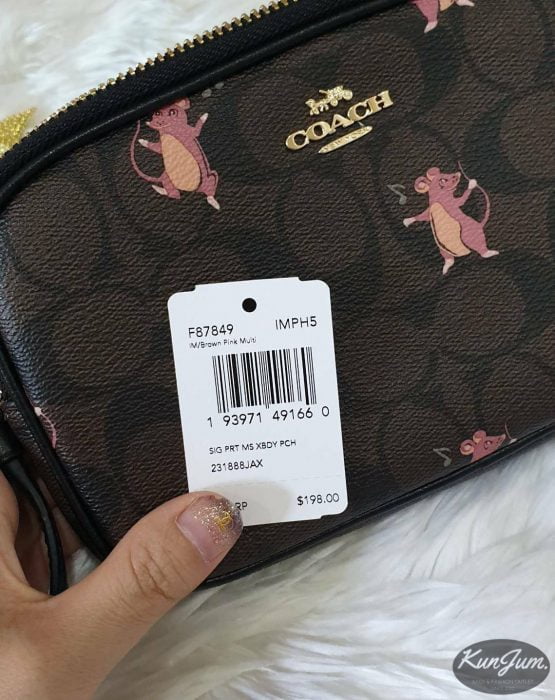 COACH
F87849 IMPH5
IM/Brown Pink Multi
1 93971 49166 0
SIG PRT MS XBDY PCH
231888JAX
RP $198.00
KunJum.